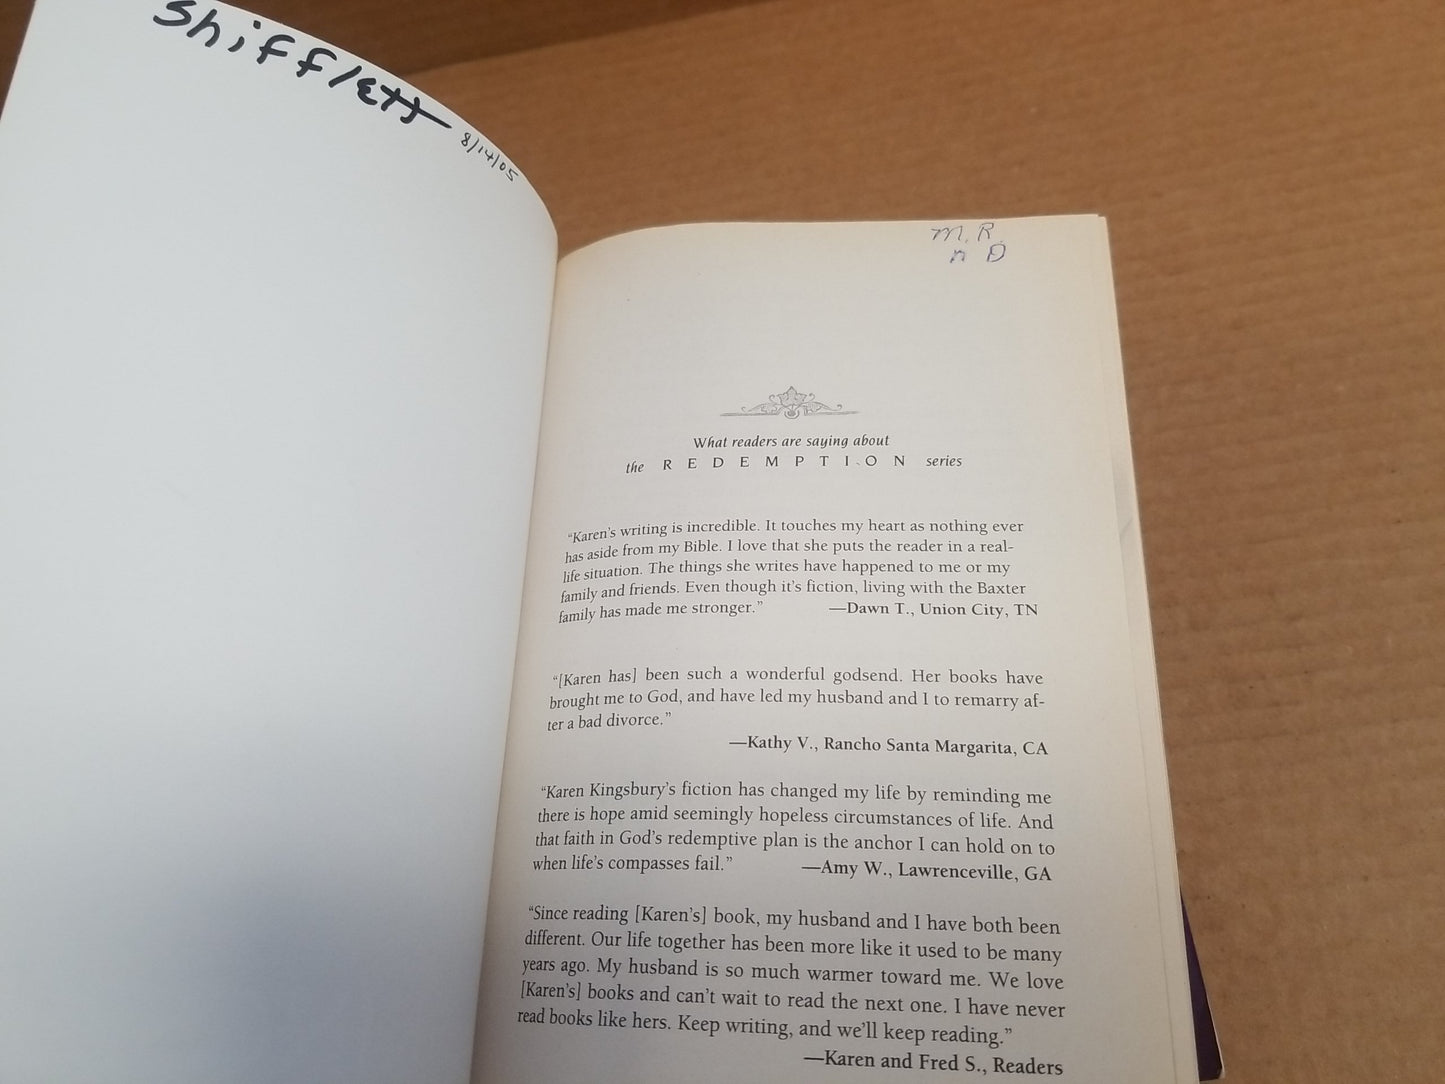 Shifflett
8/14/05
M. R.
n D
What readers are saying about
the REDEMPTION series
“Karen's writing is incredible. It touches my heart as nothing ever
has aside from my Bible. I love that she puts the reader in a real-
life situation. The things she writes have happened to me or my
family and friends. Even though it's fiction, living with the Baxter
family has made me stronger.” —Dawn T., Union City, TN
“[Karen has] been such a wonderful godsend. Her books have
brought me to God, and have led my husband and I to remarry af-
ter a bad divorce.”
—Kathy V., Rancho Santa Margarita, CA
“Karen Kingsbury's fiction has changed my life by reminding me
there is hope amid seemingly hopeless circumstances of life. And
that faith in God's redemptive plan is the anchor I can hold on to
when life's compasses fail.” —Amy W., Lawrenceville, GA
“Since reading [Karen's] book, my husband and I have both been
different. Our life together has been more like it used to be many
years ago. My husband is so much warmer toward me. We love
[Karen's] books and can't wait to read the next one. I have never
read books like hers. Keep writing, and we'll keep reading.”
—Karen and Fred S., Readers